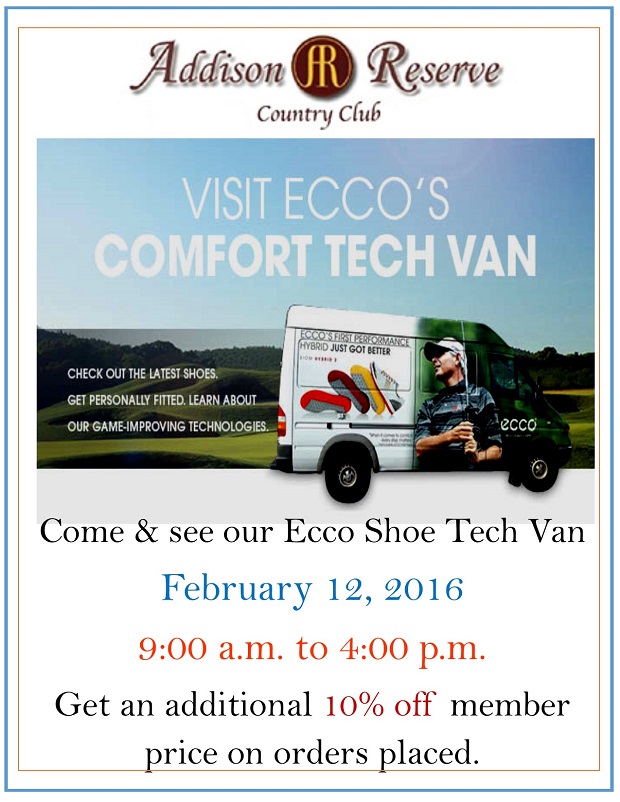 Addison AR Reserve
Country Club
VISIT ECCO'S
COMFORT TECH VAN
CHECK OUT THE LATEST SHOES.
GET PERSONALLY FITTED. LEARN ABOUT
OUR GAME-IMPROVING TECHNOLOGIES.
ECCO'S FIRST PERFORMANCE
HYBRID JUST GOT BETTER
ecco
Come & see our Ecco Shoe Tech Van
February 12, 2016
9:00 a.m. to 4:00 p.m.
Get an additional 10% off member
price on orders placed.